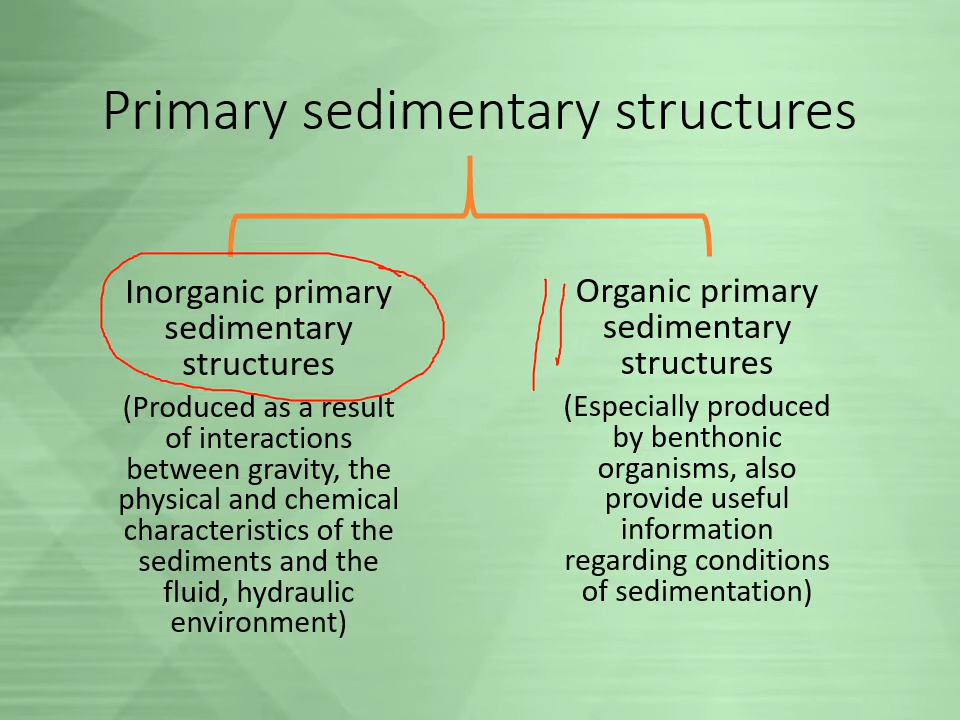 Primary sedimentary structures
Inorganic primary
sedimentary
structures
(Produced as a result
of interactions
between gravity, the
physical and chemical
characteristics of the
sediments and the
fluid, hydraulic
environment)
Organic primary
sedimentary
structures
(Especially produced
by benthonic
organisms, also
provide useful
information
regarding conditions
of sedimentation)